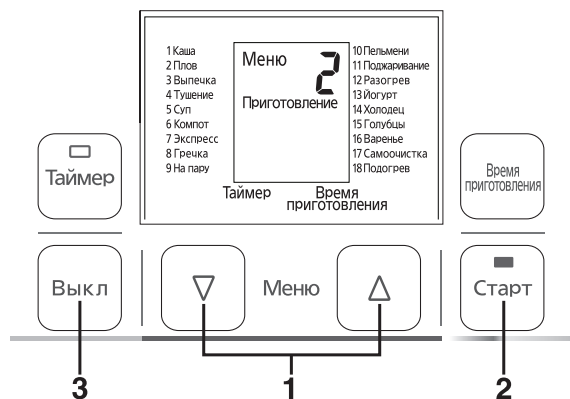 1 Каша
2 Плов
3 Выпечка
4 Тушение
5 Суп
6 Компот
7 Экспресс
8 Гречка
9 На пару
Меню 2
Приготовление
10 Пельмени
11 Поджаривание
12 Разогрев
13 Йогурт
14 Холодец
15 Голубцы
16 Варенье
17 Самоочистка
18 Подогрев
Таймер
Время
приготовления
Таймер
Время
приготовления
Выкл
Меню
Старт
3
1
2